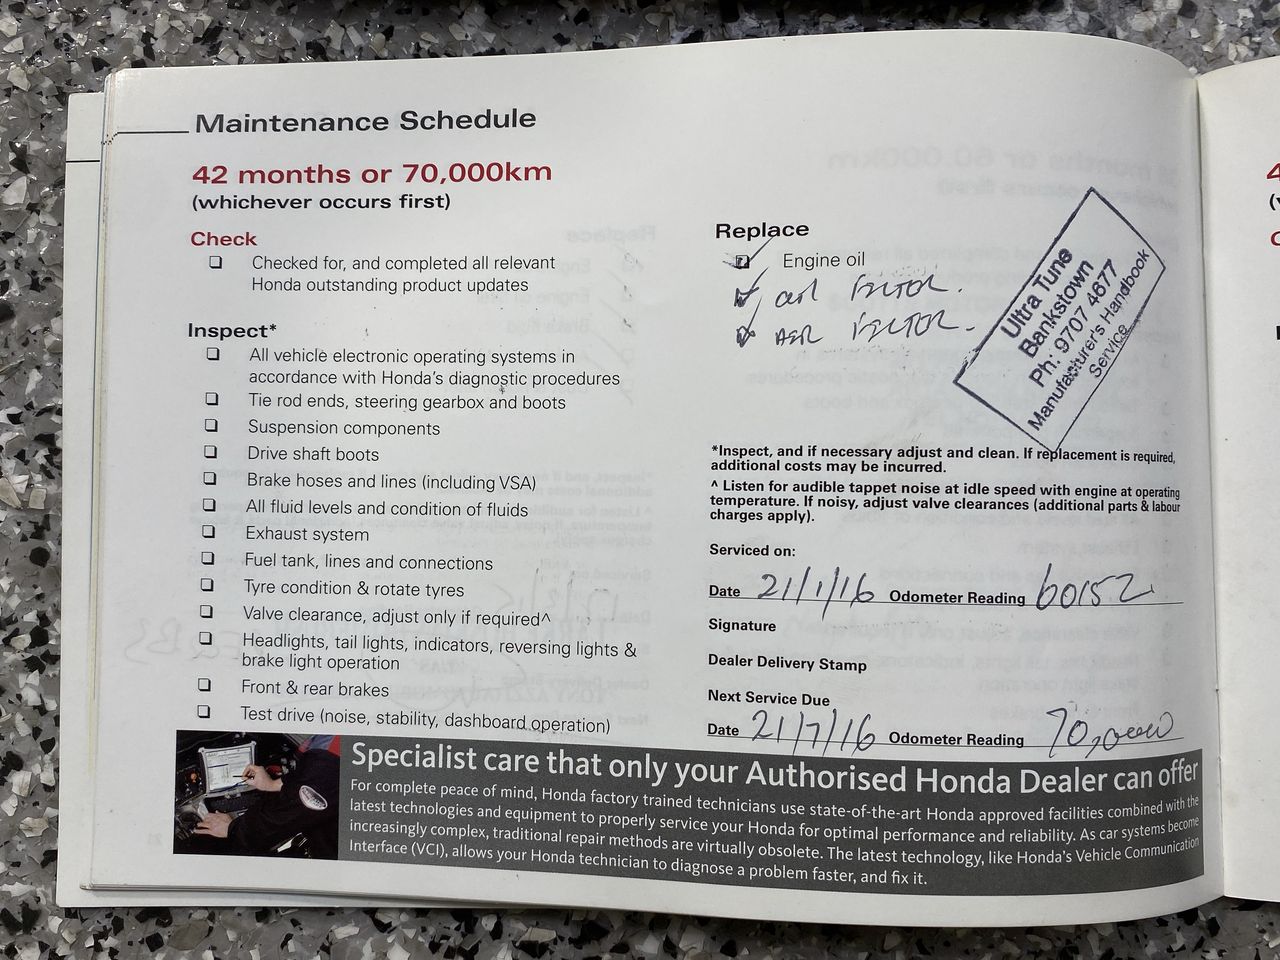 Maintenance Schedule
42 months or 70,000km
(whichever occurs first)
Check
Checked for, and completed all relevant
Honda outstanding product updates
Inspect*
All vehicle electronic operating systems in
accordance with Honda's diagnostic procedures
Tie rod ends, steering gearbox and boots
Suspension components
Drive shaft boots
Brake hoses and lines (including VSA)
All fluid levels and condition of fluids
Exhaust system
Fuel tank, lines and connections
Tyre condition & rotate tyres
Valve clearance, adjust only if required^
Headlights, tail lights, indicators, reversing lights &
brake light operation
Front & rear brakes
Test drive (noise, stability, dashboard operation)
Replace
Engine oil
OIL FILTER.
AIR FILTER.
Ultra Tune
Bankstown
Ph: 9707 4677
Manufacturer's Handbook
Service
*Inspect, and if necessary adjust and clean. If replacement is required,
additional costs may be incurred.
^ Listen for audible tappet noise at idle speed with engine at operating
temperature. If noisy, adjust valve clearances (additional parts & labour
charges apply).
Serviced on:
Date 21/1/16 Odometer Reading 60152
Signature
Dealer Delivery Stamp
Next Service Due
Date 21/7/16 Odometer Reading 70,000
Specialist care that only your Authorised Honda Dealer can offer
For complete peace of mind, Honda factory trained technicians use state-of-the-art Honda approved facilities combined with the
latest technologies and equipment to properly service your Honda for optimal performance and reliability. As car systems become
increasingly complex, traditional repair methods are virtually obsolete. The latest technology, like Honda's Vehicle Communication
Interface (VCI), allows your Honda technician to diagnose a problem faster, and fix it.